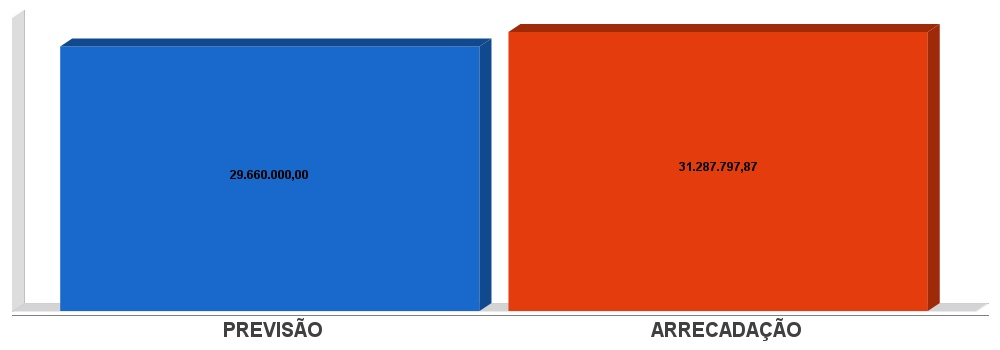 29.660.000,00
31.287.797,87
PREVISÃO
ARRECADAÇÃO